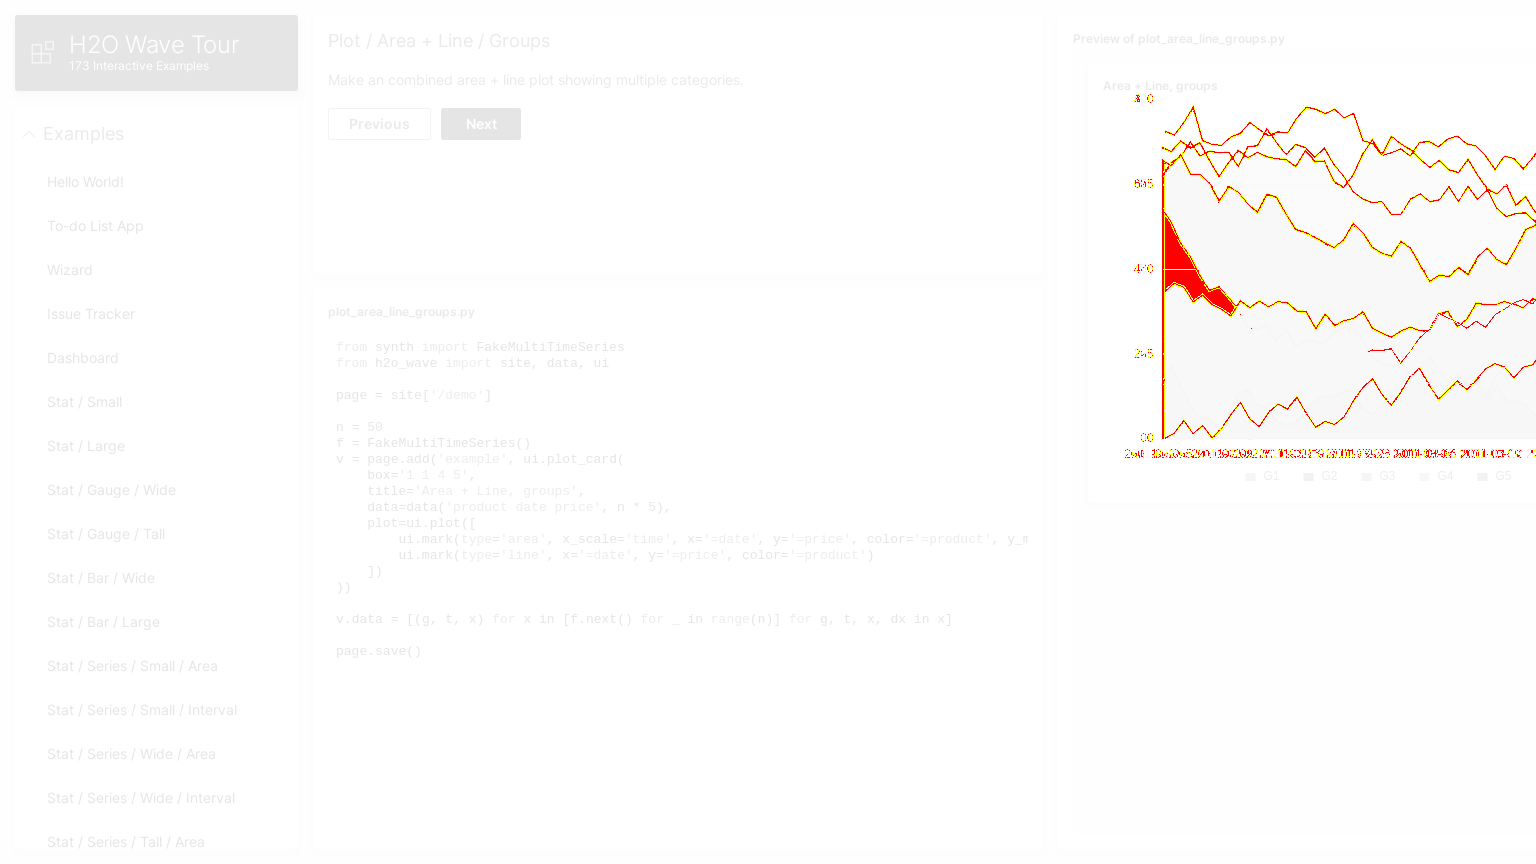 H2O Wave Tour
173 Interactive Examples
Examples
Hello World!
To-do List App
Wizard
Issue Tracker
Dashboard
Stat / Small
Stat / Large
Stat / Gauge / Wide
Stat / Gauge / Tall
Stat / Bar / Wide
Stat / Bar / Large
Stat / Series / Small / Area
Stat / Series / Small / Interval
Stat / Series / Wide / Area
Stat / Series / Wide / Interval
Stat / Series / Tall / Area
Plot / Area + Line / Groups
Make an combined area + line plot showing multiple categories.
Previous
Next
plot_area_line_groups.py
from synth import FakeMultiTimeSeries
from h2o_wave import site, data, ui
page = site['/demo']
n = 50
f = FakeMultiTimeSeries()
v = page.add('example', ui.plot_card(
box='1 1 4 5',
title='Area + Line, groups',
data=data('product date price', n * 5),
plot=ui.plot([
ui.mark(type='area', x_scale='time', x='=date', y='=price', color='=product', y_m
ui.mark(type='line', x='=date', y='=price', color='=product')
])
))
v.data = [(g, t, x) for x in [f.next() for _ in range(n)] for g, t, x, dx in x]
page.save()
Preview of plot_area_line_groups.py
Area + Line, groups
G1 G2 G3 G4 G5